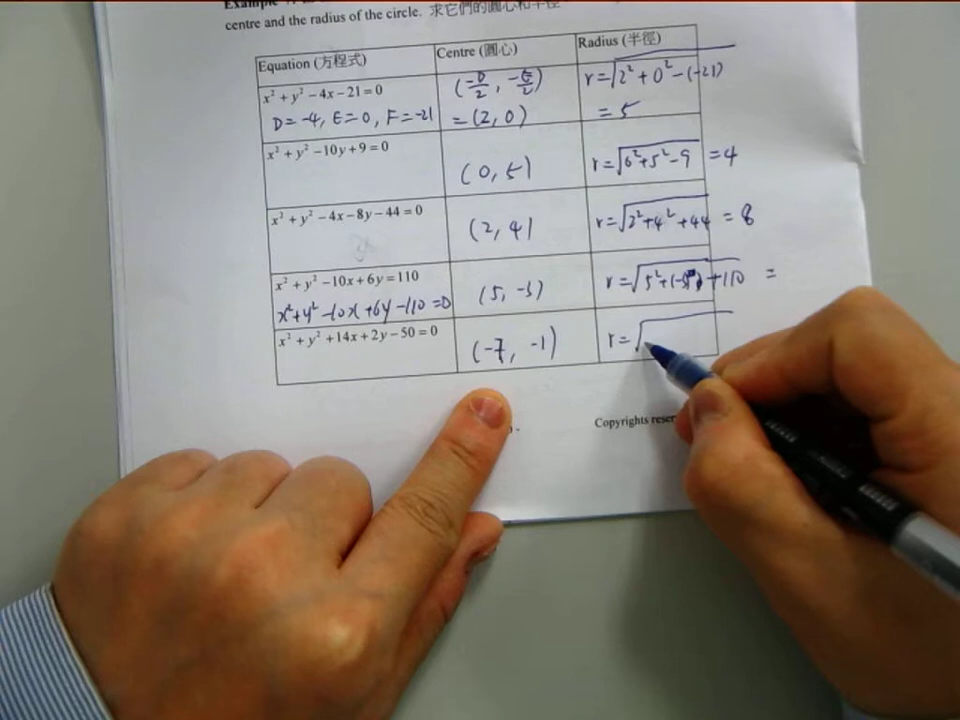 Example
centre and the radius of the circle. 求它們的圓心和半徑
Equation (方程式) Centre (圓心) Radius (半徑)
x² + y² − 4x − 21 = 0 (-D/2, -E/2) r = √2² + 0² − (−21)
D = −4, E = 0, F = −21 = (2, 0) = 5
x² + y² − 10y + 9 = 0 (0, 5) r = √0² + 5² − 9 = 4
x² + y² − 4x − 8y − 44 = 0 (2, 4) r = √2² + 4² + 44 = 8
x² + y² − 10x + 6y = 110 (5, −3) r = √5² + (−3)² + 110 =
x² + y² − 10x + 6y − 110 = 0
x² + y² + 14x + 2y − 50 = 0 (−7, −1) r = √
Copyrights reser